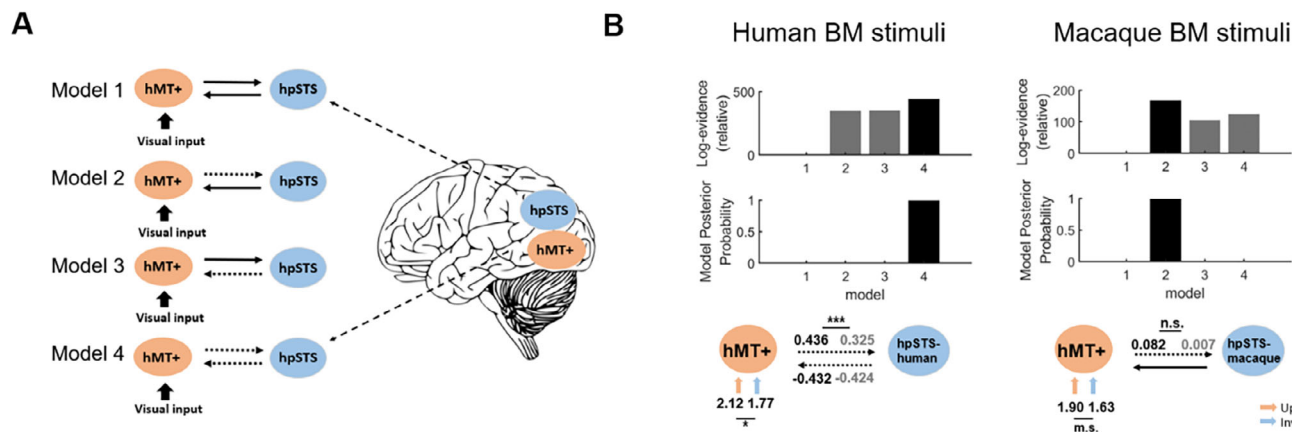 A
Model 1
hMT+
hpSTS
Visual input
Model 2
hMT+
hpSTS
Visual input
Model 3
hMT+
hpSTS
Visual input
Model 4
hMT+
hpSTS
Visual input
hpSTS
hMT+
B
Human BM stimuli
Log-evidence
(relative)
500
0
1 2 3 4
Model Posterior
Probability
1
0.5
0
1 2 3 4
model
***
0.436 0.325
hMT+
hpSTS-
human
-0.432 -0.424
2.12 1.77
*
Macaque BM stimuli
Log-evidence
(relative)
200
100
0
1 2 3 4
Model Posterior
Probability
1
0.5
0
1 2 3 4
model
n.s.
0.082 0.007
hMT+
hpSTS-
macaque
1.90 1.63
m.s.
Up
Inv